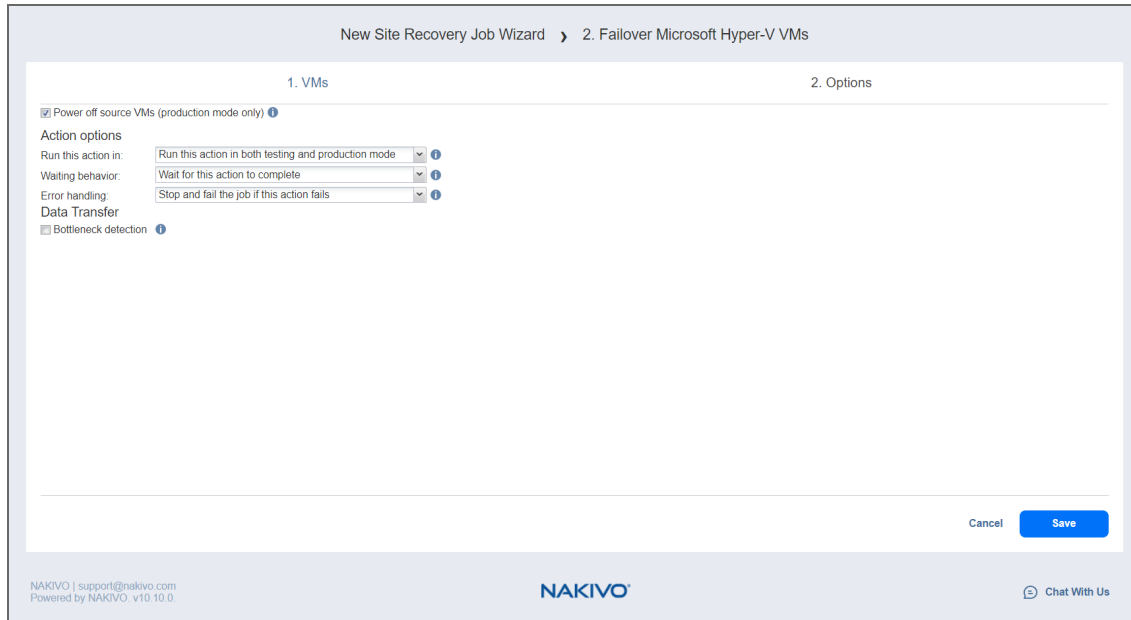 New Site Recovery Job Wizard › 2. Failover Microsoft Hyper-V VMs
1. VMs
2. Options
Power off source VMs (production mode only)
Action options
Run this action in: Run this action in both testing and production mode
Waiting behavior: Wait for this action to complete
Error handling: Stop and fail the job if this action fails
Data Transfer
Bottleneck detection
Cancel
Save
NAKIVO | support@nakivo.com
Powered by NAKIVO. v10.10.0.
NAKIVO®
Chat With Us